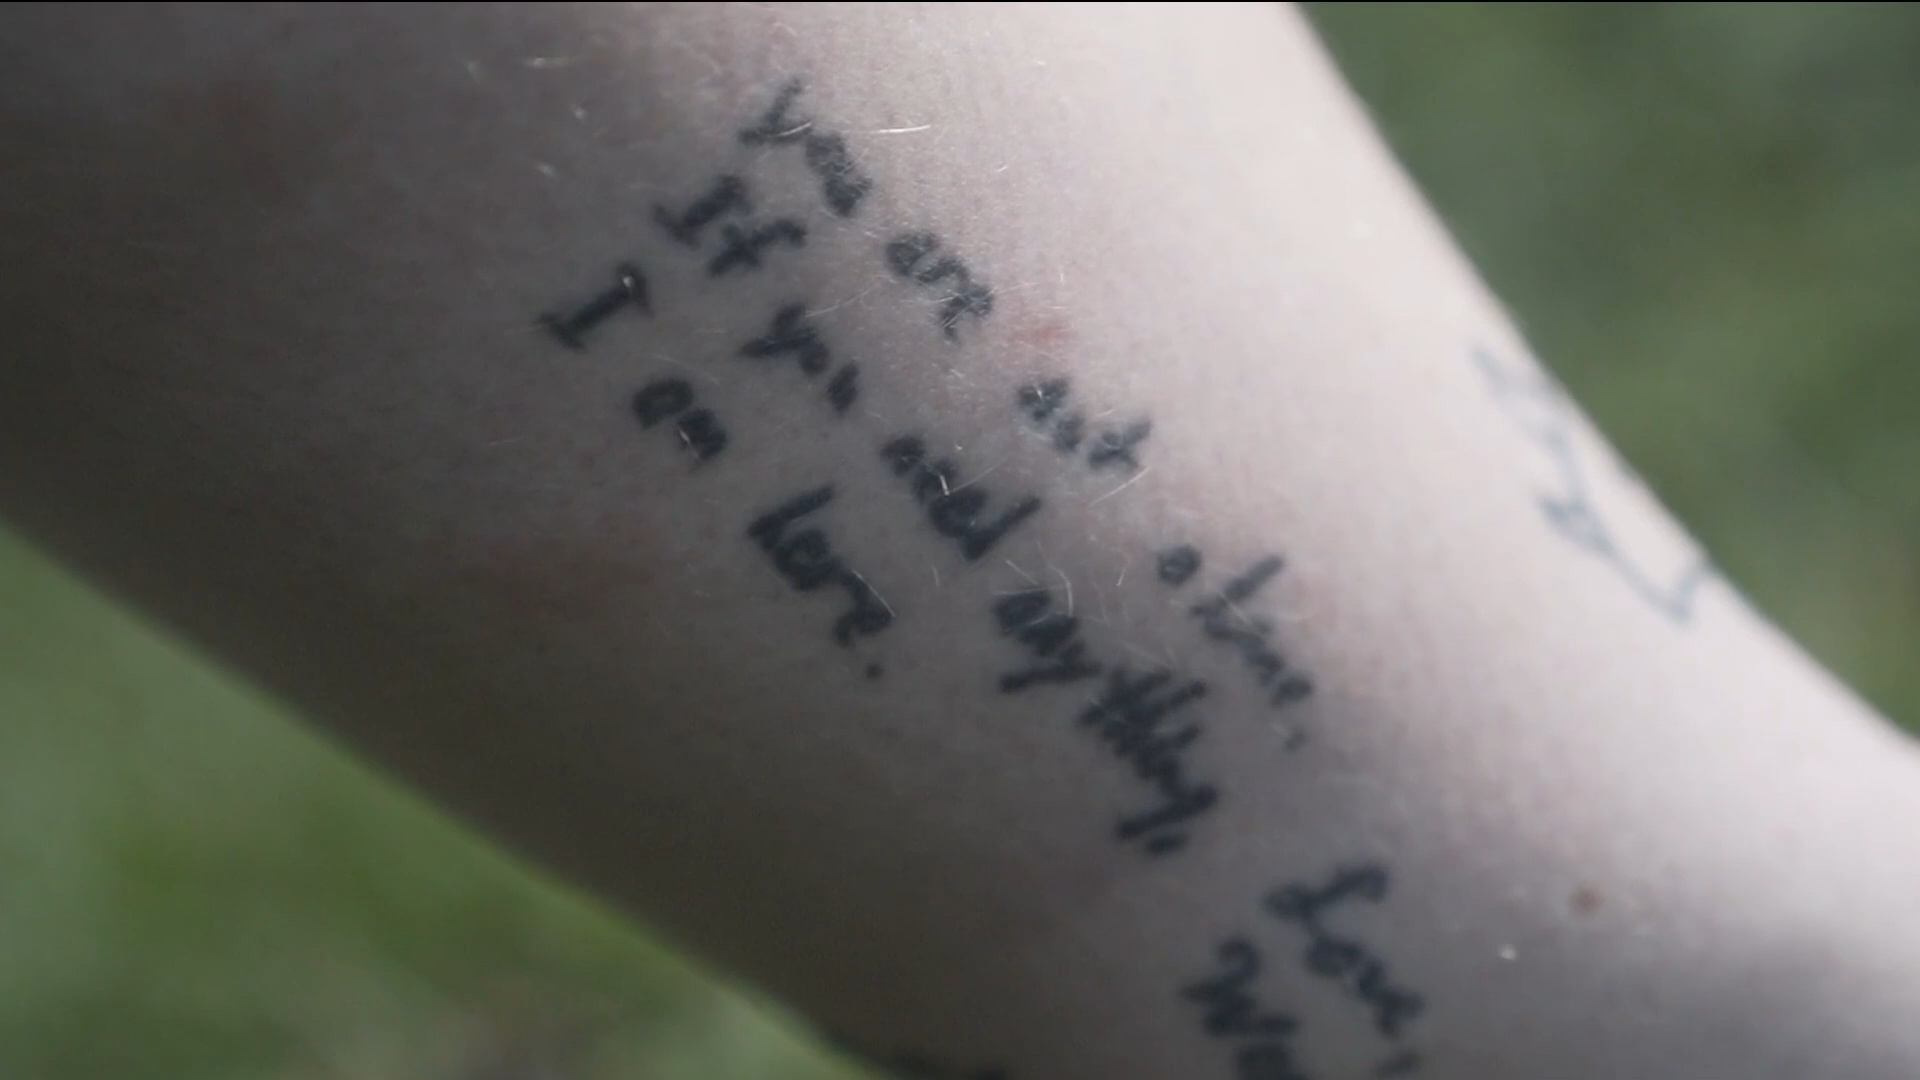 you are not alone.
If you need anything,
I am here.
Love,